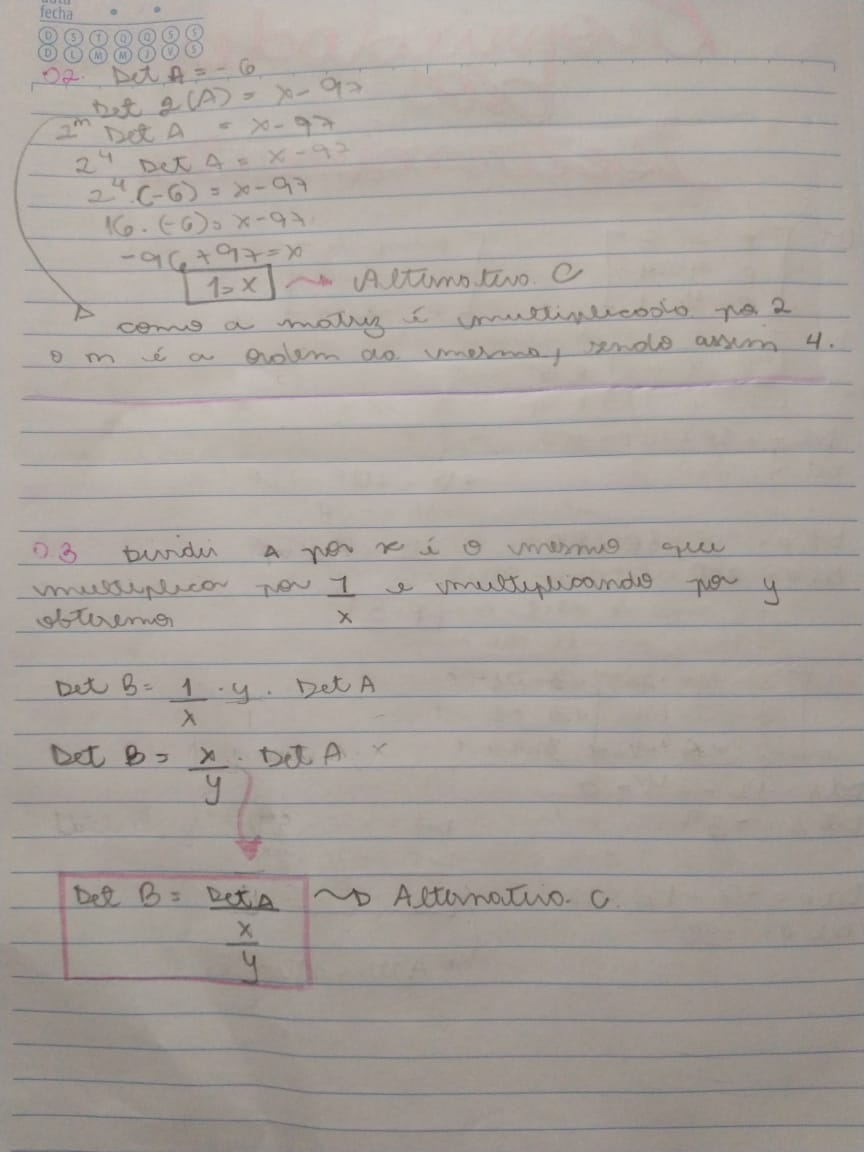 fecha
D S T Q Q S S
D L M M J V S
02. Det A = - 6
Det 2(A) = x - 97
2^m Det A = x - 97
2^4 Det A = x - 97
2^4 . (-6) = x - 97
16 . (-6) = x - 97
-96 + 97 = x
1 = x → Alternativa C
como a matriz é multiplicada por 2
o m é a ordem da mesma, sendo assim 4.
03 Dividir A por x é o mesmo que
multiplicar por 1/x e multiplicando por y
obteremos
Det B = 1/x . y . Det A
Det B = x/y . Det A
Det B = Det A / (x/y) → Alternativa C.